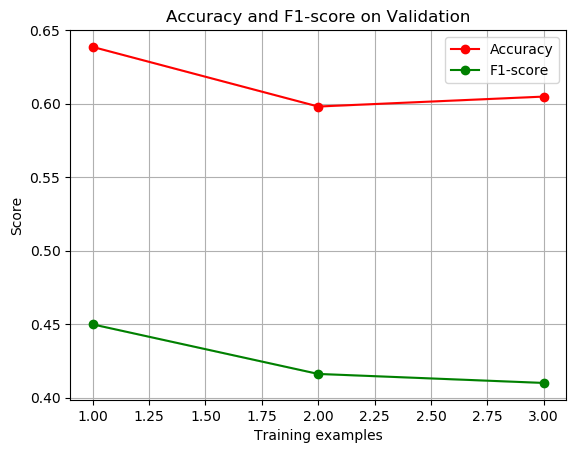 Accuracy and F1-score on Validation
Accuracy
F1-score
Score
0.65
0.60
0.55
0.50
0.45
0.40
1.00 1.25 1.50 1.75 2.00 2.25 2.50 2.75 3.00
Training examples